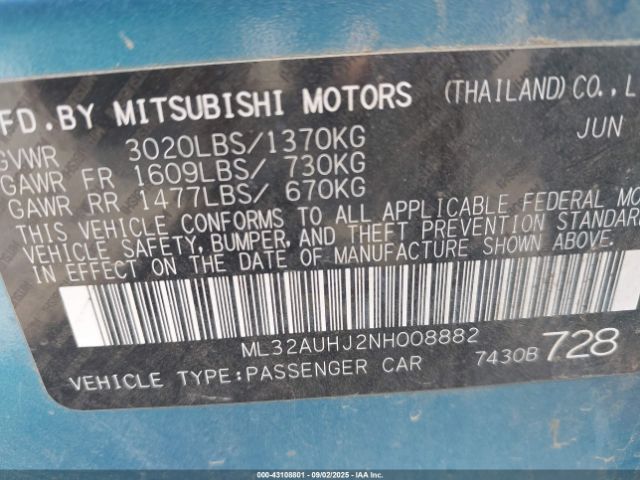 FD. BY MITSUBISHI MOTORS (THAILAND) CO., L
JUN
GVWR 3020LBS/1370KG
GAWR FR 1609LBS/ 730KG
GAWR RR 1477LBS/ 670KG
THIS VEHICLE CONFORMS TO ALL APPLICABLE FEDERAL MO
VEHICLE SAFETY, BUMPER, AND THEFT PREVENTION STANDAR
IN EFFECT ON THE DATE OF MANUFACTURE SHOWN ABOVE.
ML32AUHJ2NH008882
VEHICLE TYPE:PASSENGER CAR 7430B 728
000-43108801 - 09/02/2025 - COPYRIGHT IAA, LLC.